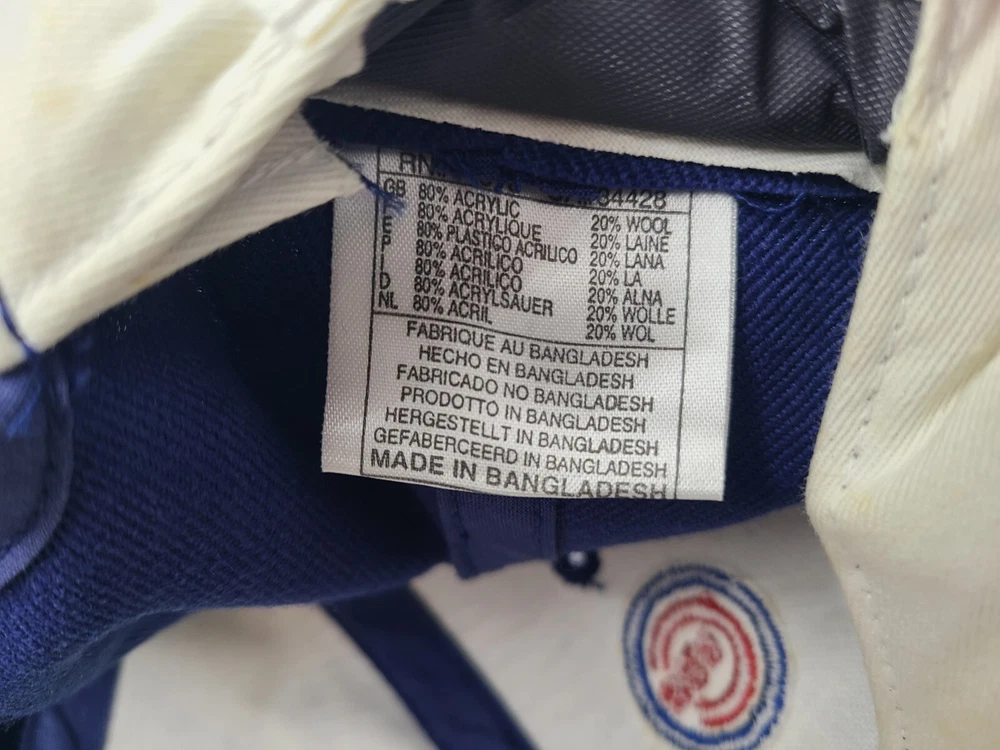 34428
GB 80% ACRYLIC 20% WOOL
F 80% ACRYLIQUE 20% LAINE
E 80% PLASTICO ACRILICO 20% LANA
P 80% ACRILICO 20% LA
I 80% ACRILICO 20% ALNA
D 80% ACRYLSAUER 20% WOLLE
NL 80% ACRIL 20% WOL
FABRIQUE AU BANGLADESH
HECHO EN BANGLADESH
FABRICADO NO BANGLADESH
PRODOTTO IN BANGLADESH
HERGESTELLT IN BANGLADESH
GEFABERCEERD IN BANGLADESH
MADE IN BANGLADESH